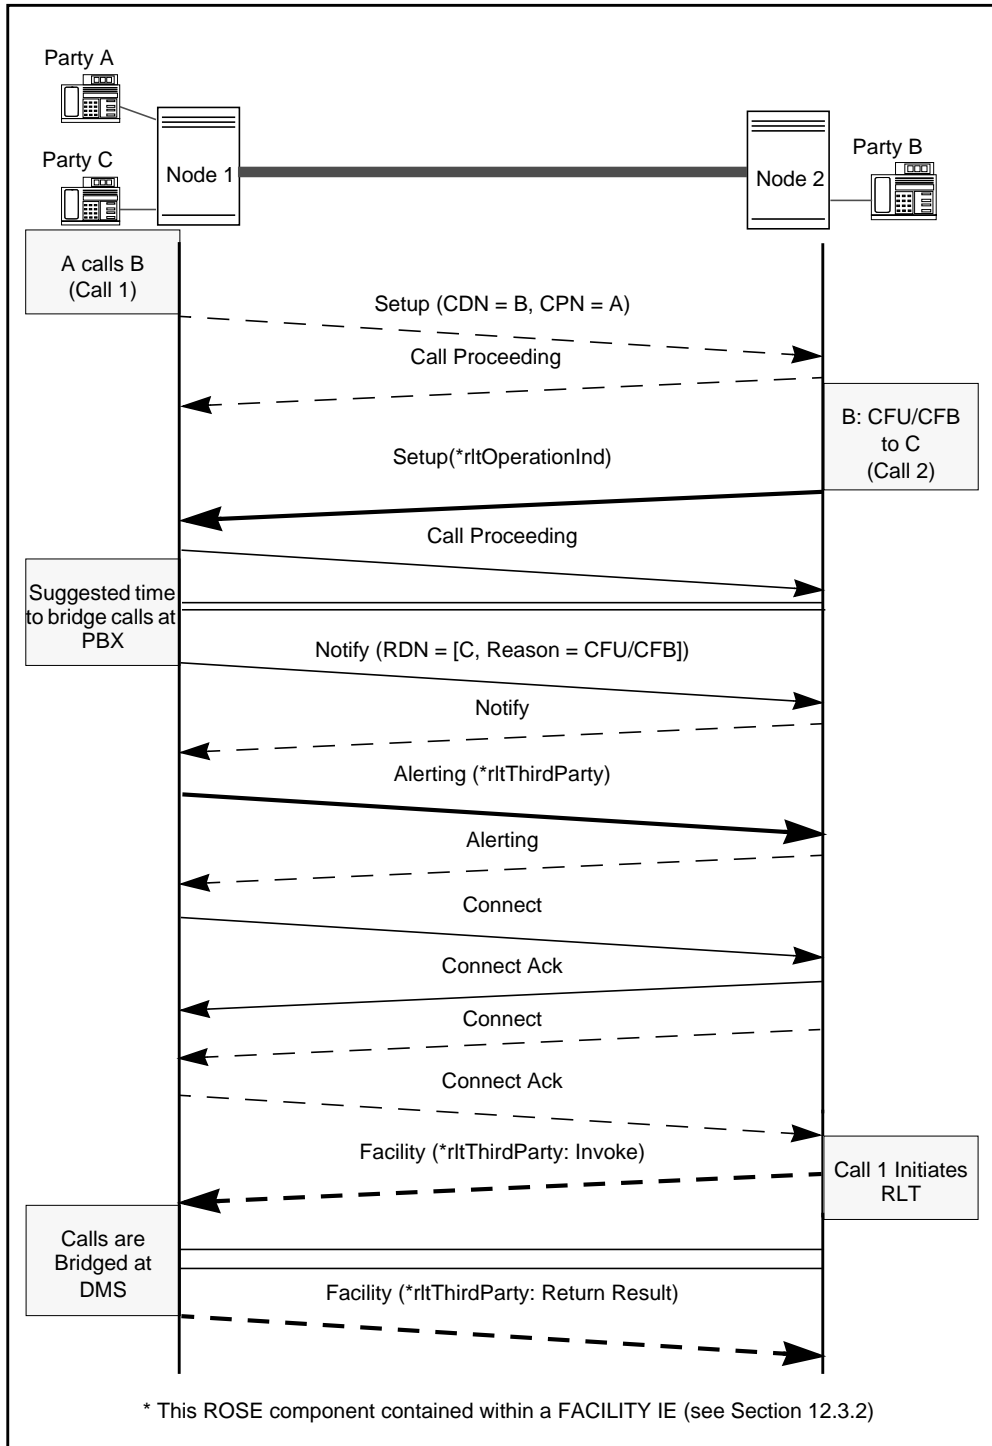 Party A
Party C
Node 1
Node 2
Party B
A calls B
(Call 1)
Setup (CDN = B, CPN = A)
Call Proceeding
B: CFU/CFB
to C
(Call 2)
Setup(*rltOperationInd)
Call Proceeding
Suggested time
to bridge calls at
PBX
Notify (RDN = [C, Reason = CFU/CFB])
Notify
Alerting (*rltThirdParty)
Alerting
Connect
Connect Ack
Connect
Connect Ack
Facility (*rltThirdParty: Invoke)
Call 1 Initiates
RLT
Calls are
Bridged at
DMS
Facility (*rltThirdParty: Return Result)
* This ROSE component contained within a FACILITY IE (see Section 12.3.2)